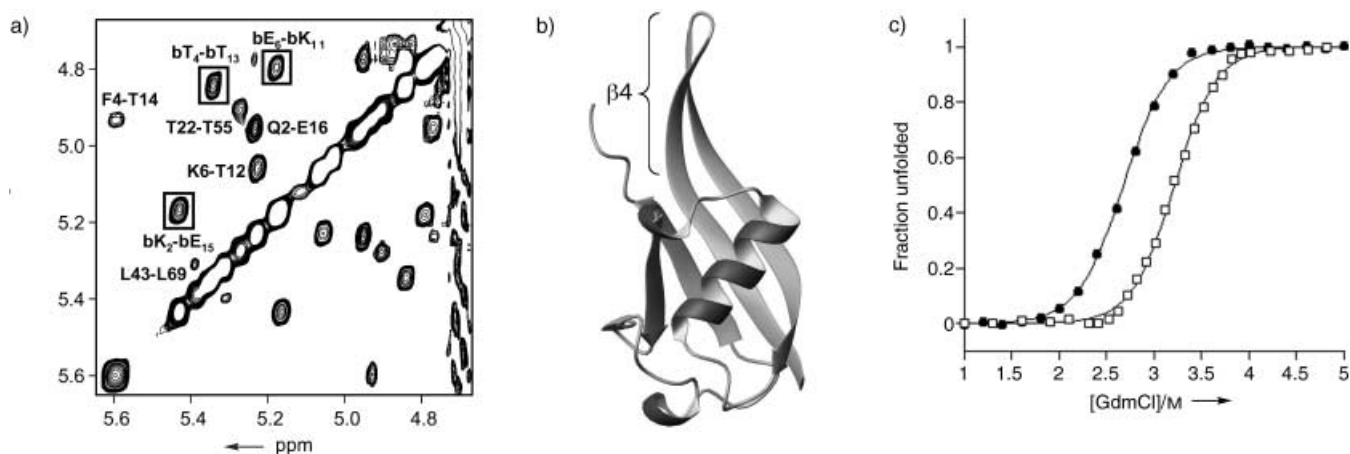 a)
bE₅-bK₁₁
bT₄-bT₁₃
F4-T14
T22-T55 Q2-E16
K6-T12
bK₂-bE₁₅
L43-L69
4.8
5.0
5.2
5.4
5.6
5.6 5.4 5.2 5.0 4.8
← ppm
b)
β4
c)
Fraction unfolded
1
0.8
0.6
0.4
0.2
0
1 1.5 2 2.5 3 3.5 4 4.5 5
[GdmCl]/M →